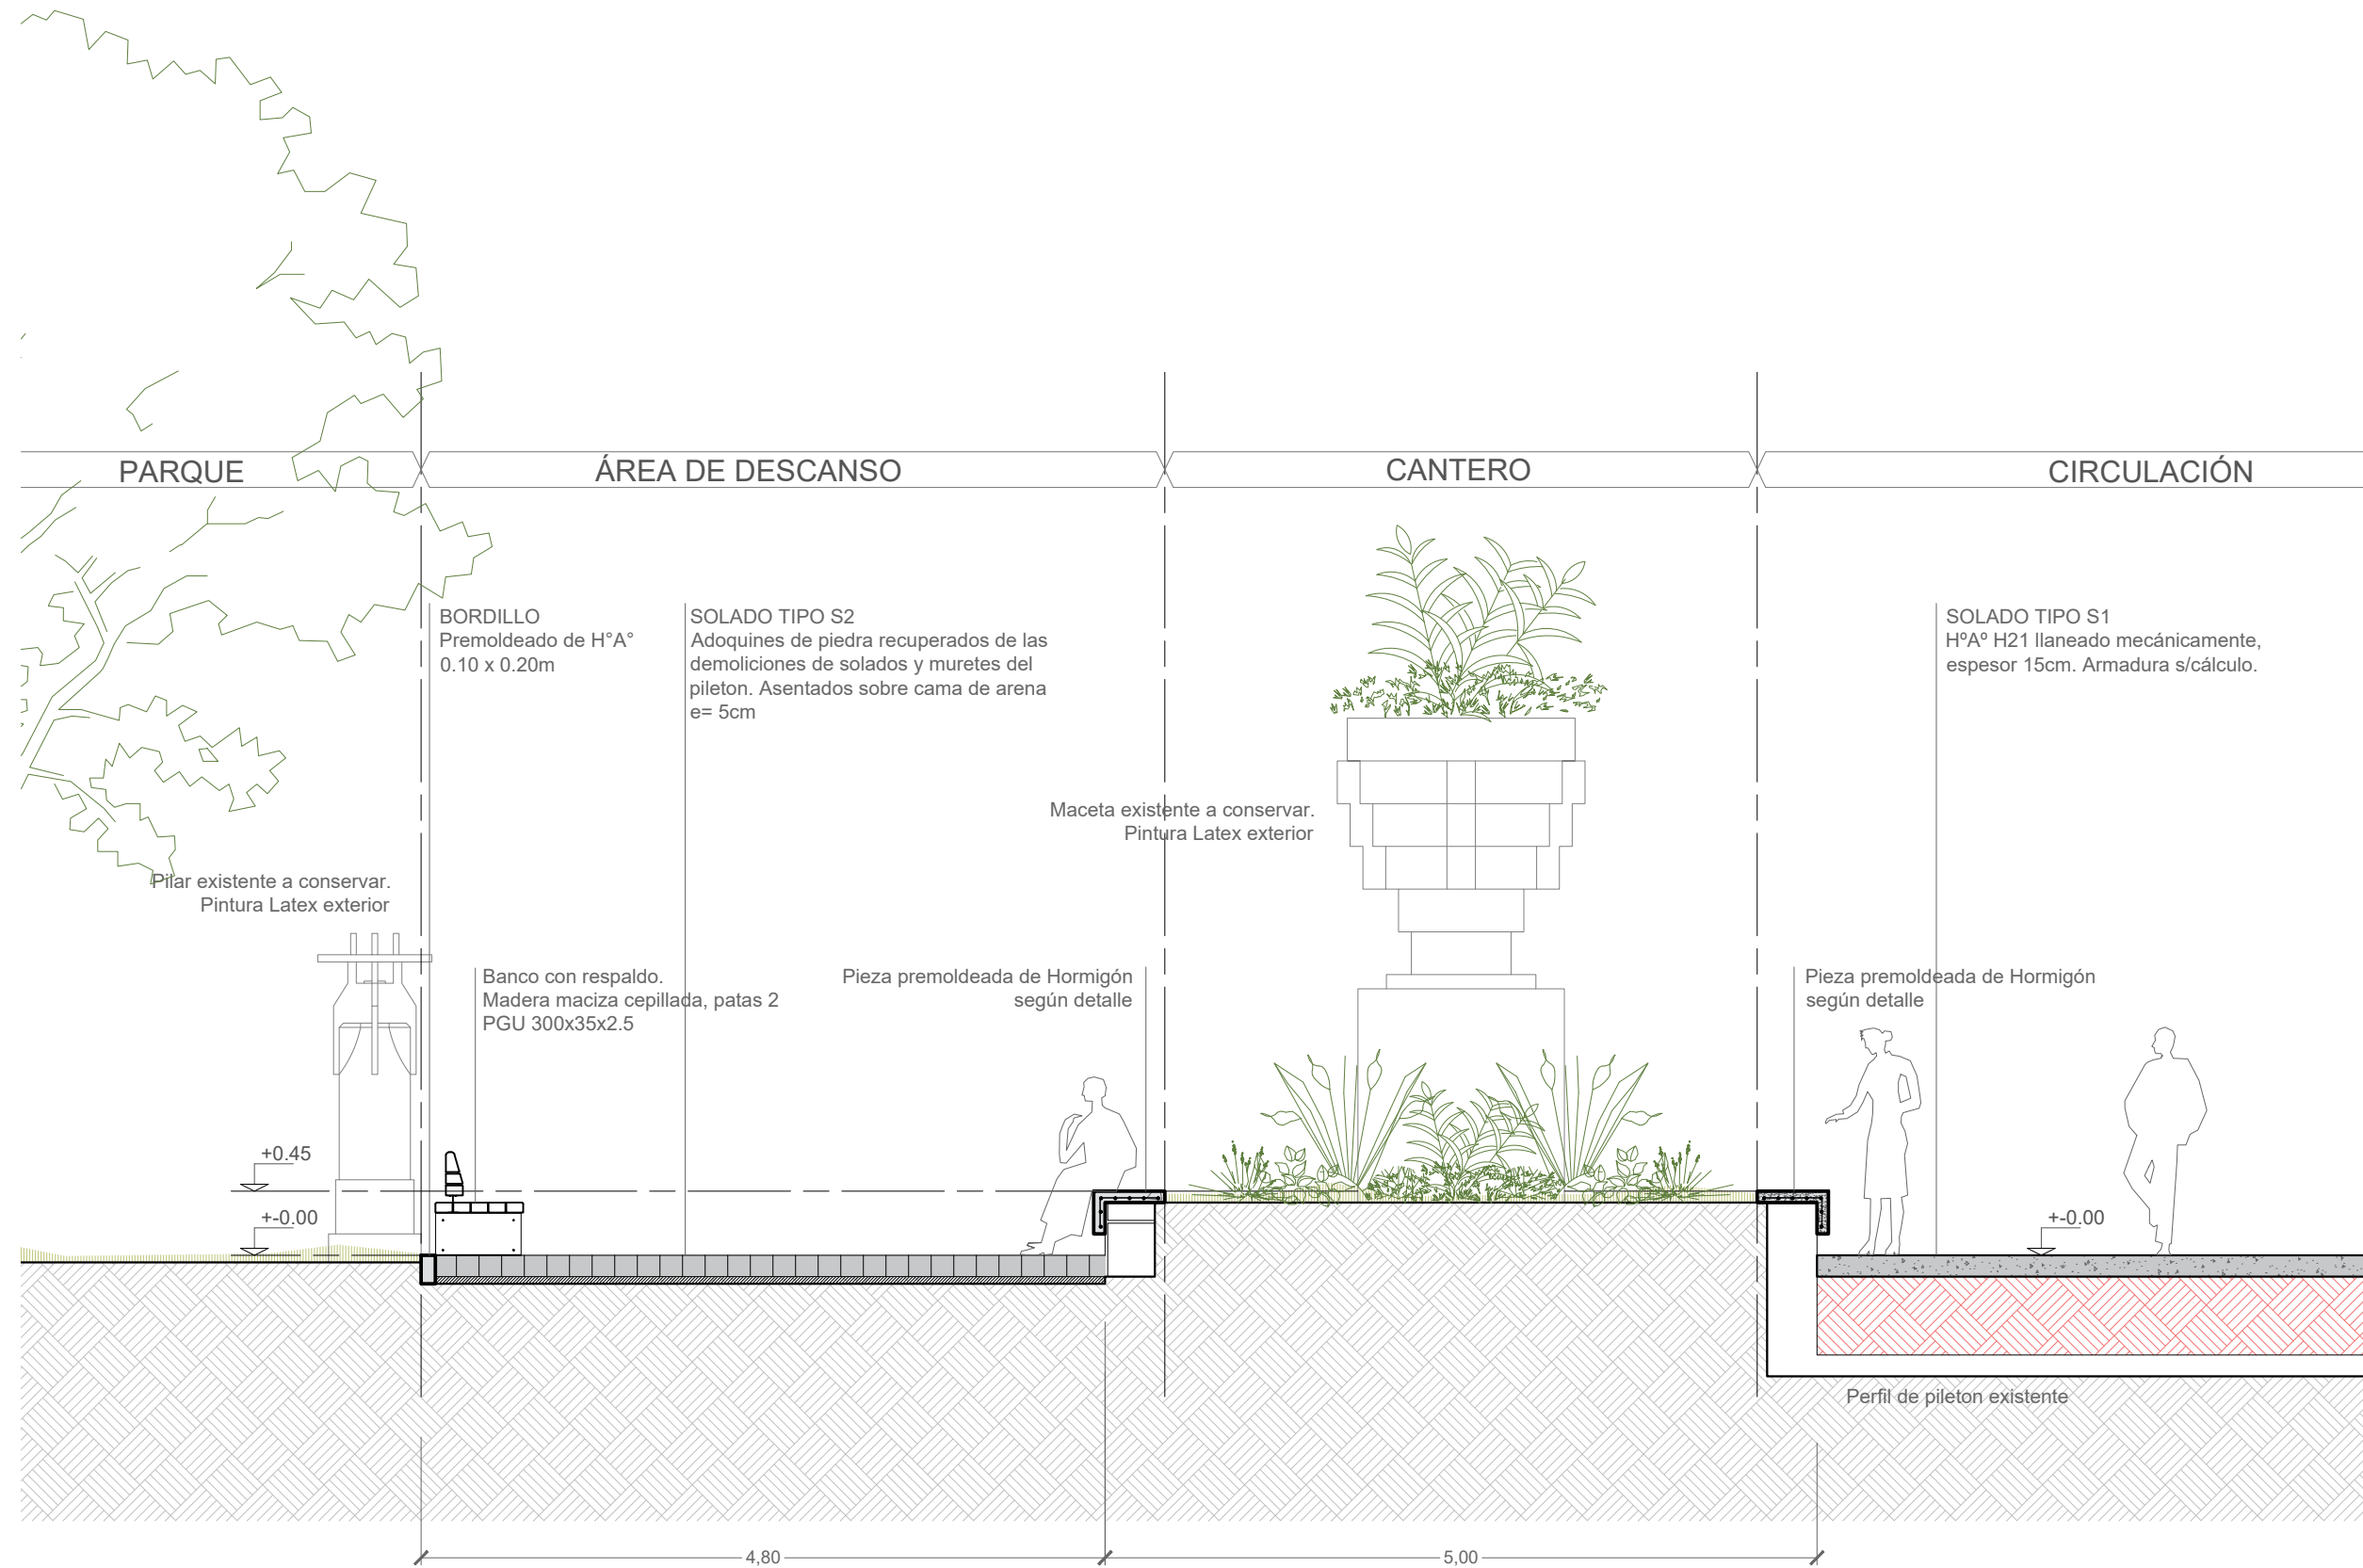 PARQUE
ÁREA DE DESCANSO
CANTERO
CIRCULACIÓN
BORDILLO
Premoldeado de H°A°
0.10 x 0.20m
SOLADO TIPO S2
Adoquines de piedra recuperados de las
demoliciones de solados y muretes del
pileton. Asentados sobre cama de arena
e= 5cm
SOLADO TIPO S1
HºAº H21 llaneado mecánicamente,
espesor 15cm. Armadura s/cálculo.
Maceta existente a conservar.
Pintura Latex exterior
Pilar existente a conservar.
Pintura Latex exterior
Banco con respaldo.
Madera maciza cepillada, patas 2
PGU 300x35x2.5
Pieza premoldeada de Hormigón
según detalle
Pieza premoldeada de Hormigón
según detalle
+0.45
+-0.00
+-0.00
Perfil de pileton existente
4,80
5,00